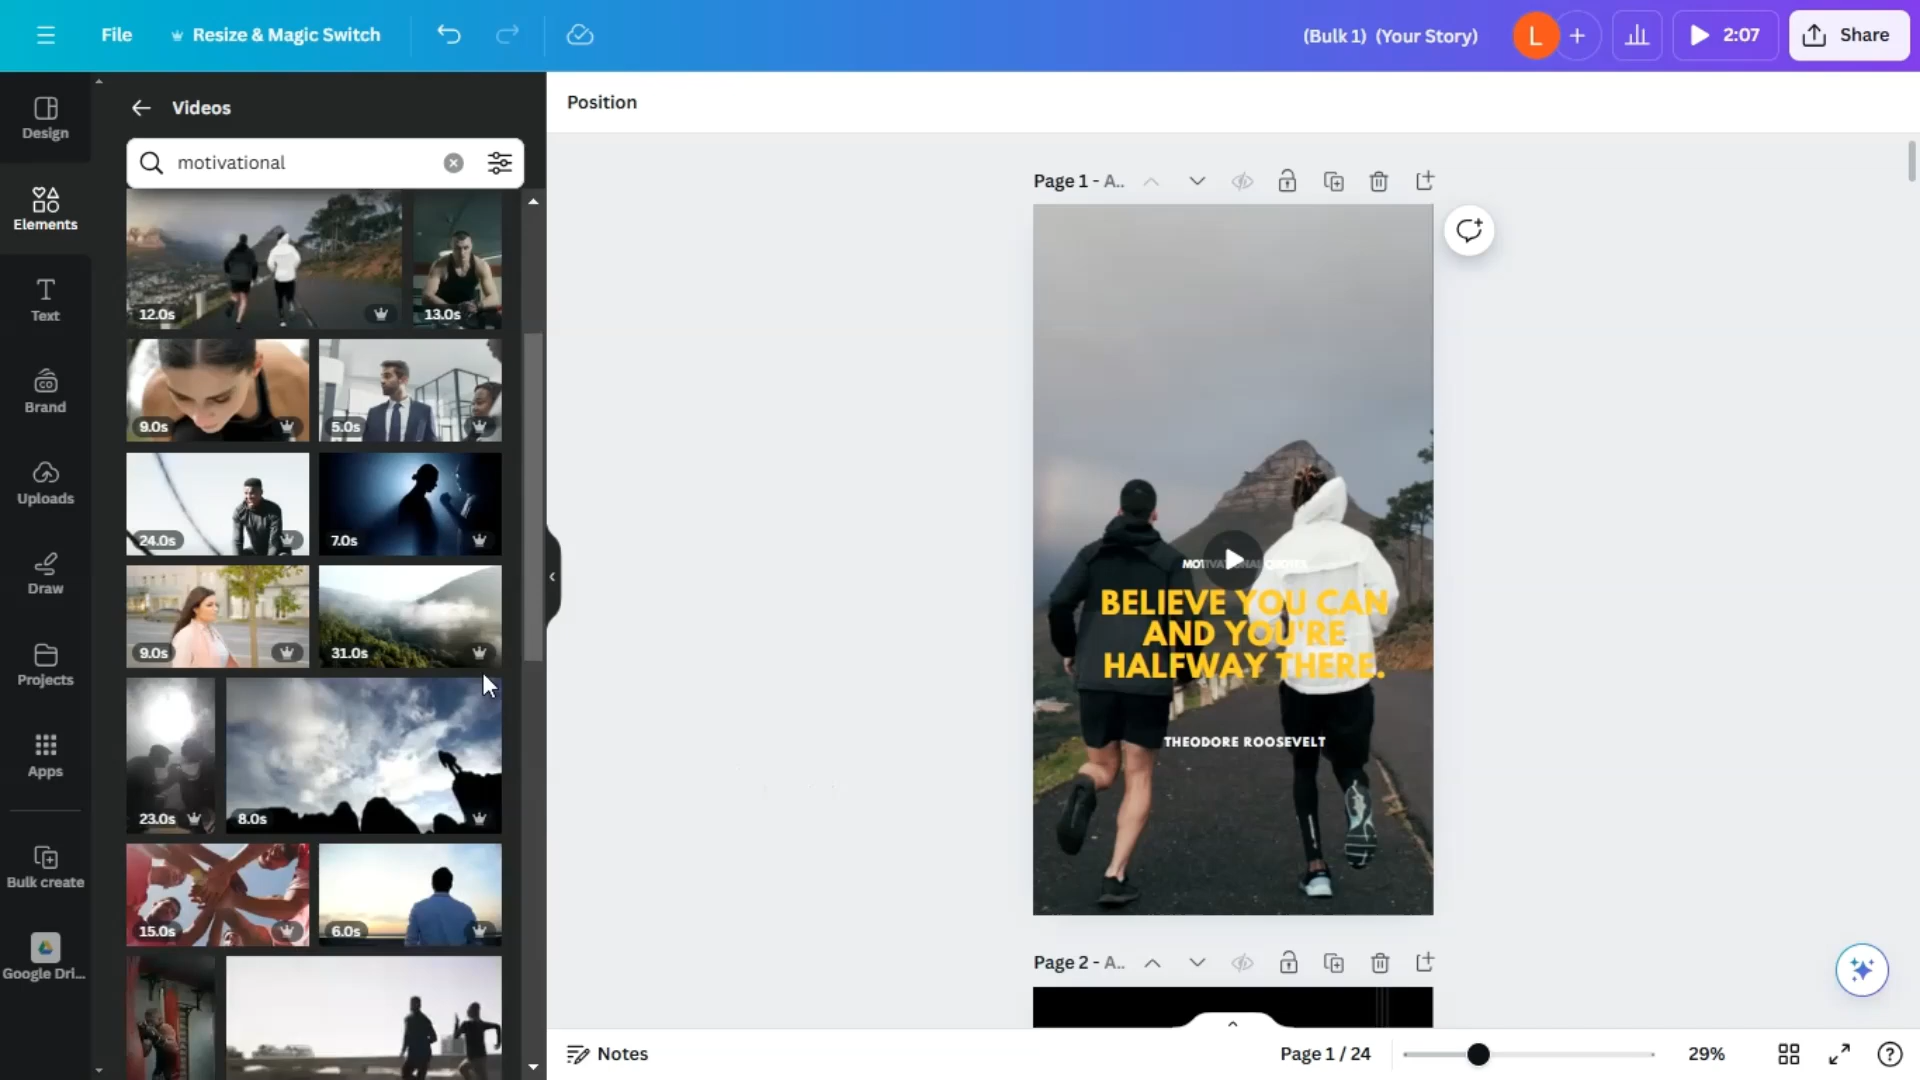 File
Resize & Magic Switch
(Bulk 1) (Your Story)
L
2:07
Share
Design
Elements
Text
Brand
Uploads
Draw
Projects
Apps
Bulk create
Google Dri...
Videos
motivational
12.0s
13.0s
9.0s
5.0s
24.0s
7.0s
9.0s
31.0s
23.0s
8.0s
15.0s
6.0s
Position
Page 1 - A..
MOTIVATIONAL QUOTES
BELIEVE YOU CAN
AND YOU'RE
HALFWAY THERE.
THEODORE ROOSEVELT
Page 2 - A..
Notes
Page 1 / 24
29%